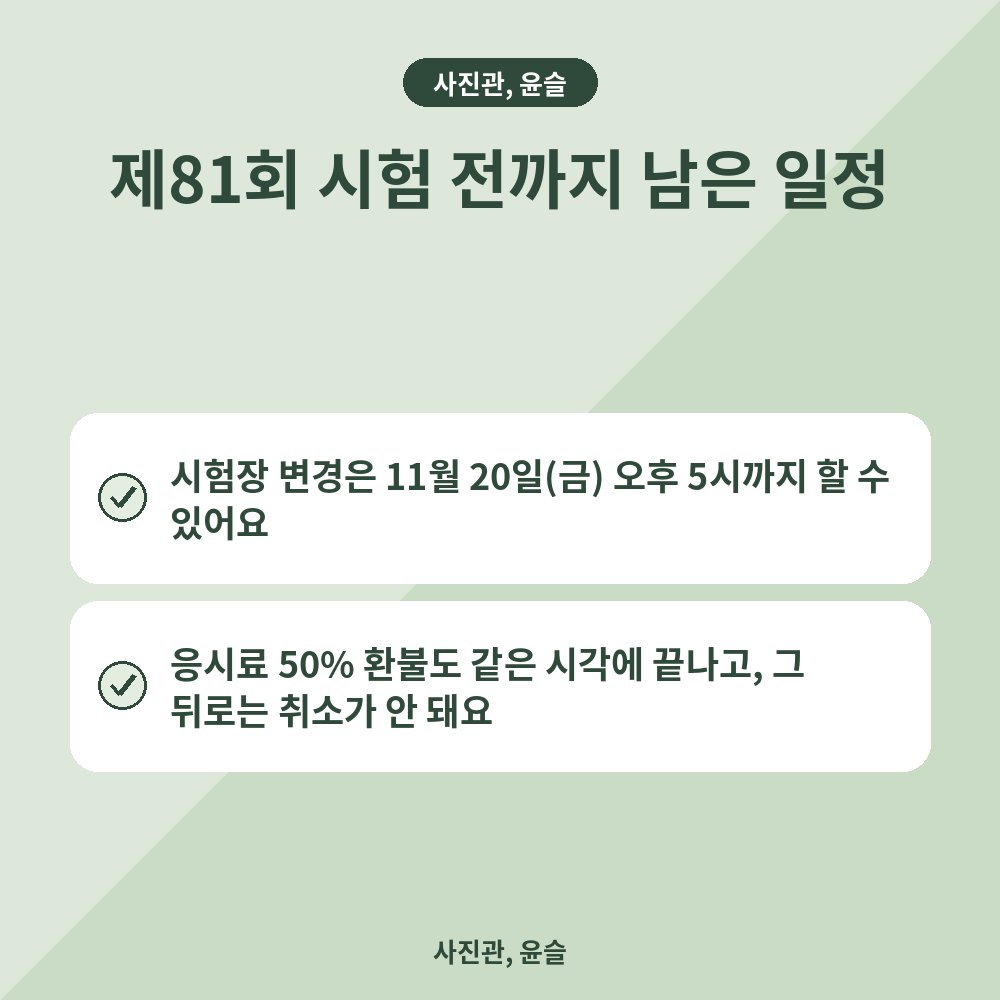 사진관, 윤슬
제81회 시험 전까지 남은 일정
시험장 변경은 11월 20일(금) 오후 5시까지 할 수
있어요
응시료 50% 환불도 같은 시각에 끝나고, 그
뒤로는 취소가 안 돼요
사진관, 윤슬